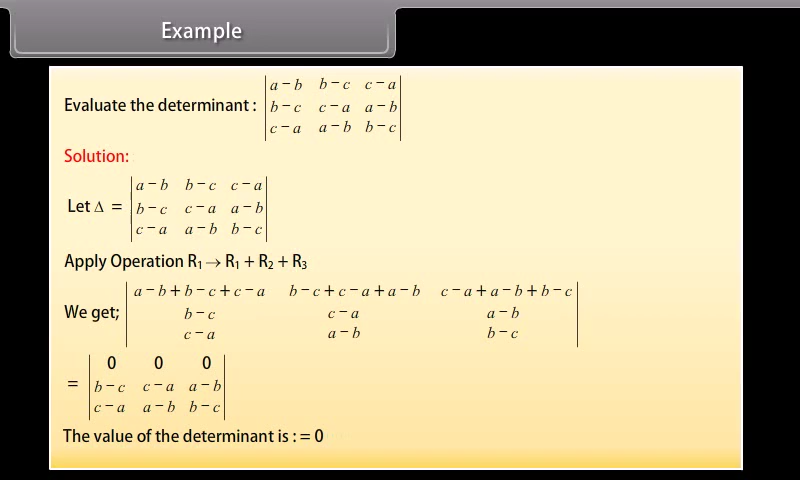 Example
Evaluate the determinant : | a − b b − c c − a |
| b − c c − a a − b |
| c − a a − b b − c |
Solution:
Let Δ = | a − b b − c c − a |
| b − c c − a a − b |
| c − a a − b b − c |
Apply Operation R₁ → R₁ + R₂ + R₃
We get; | a − b + b − c + c − a b − c + c − a + a − b c − a + a − b + b − c |
| b − c c − a a − b |
| c − a a − b b − c |
= | 0 0 0 |
| b − c c − a a − b |
| c − a a − b b − c |
The value of the determinant is : = 0